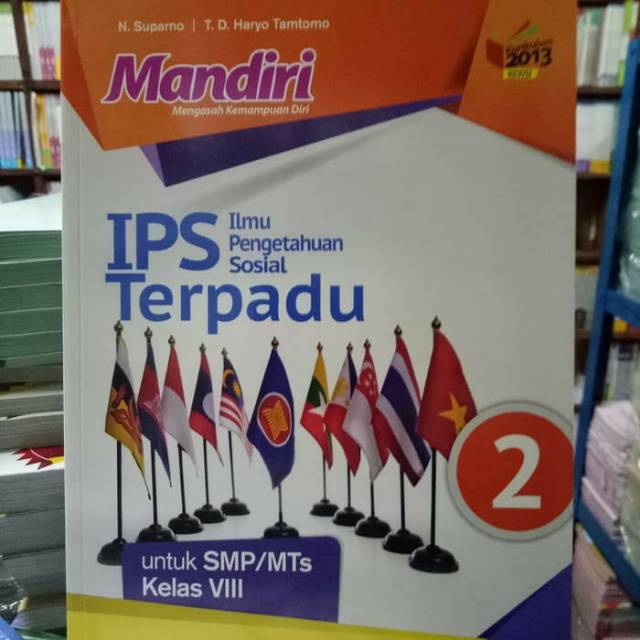 N. Suparno | T. D. Haryo Tamtomo
Kurikulum
2013
REVISI
Mandiri
Mengasah Kemampuan Diri
IPS
Ilmu
Pengetahuan
Sosial
Terpadu
2
untuk SMP/MTs
Kelas VIII